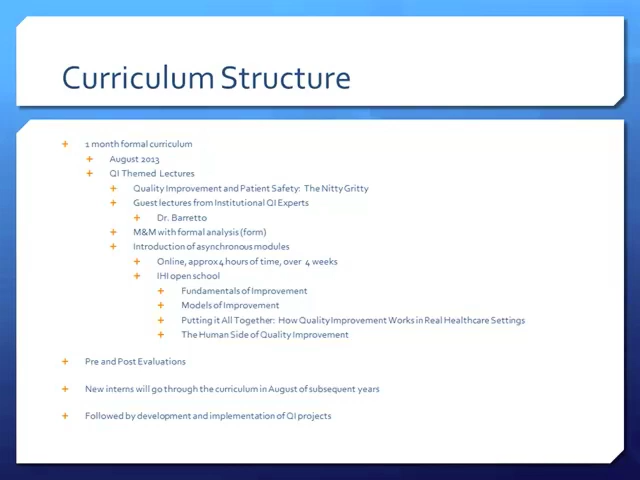 Curriculum Structure
1 month formal curriculum
August 2013
QI Themed Lectures
Quality Improvement and Patient Safety: The Nitty Gritty
Guest lectures from Institutional QI Experts
Dr. Barretto
M&M with formal analysis (form)
Introduction of asynchronous modules
Online, approx 4 hours of time, over 4 weeks
IHI open school
Fundamentals of Improvement
Models of Improvement
Putting it All Together: How Quality Improvement Works in Real Healthcare Settings
The Human Side of Quality Improvement
Pre and Post Evaluations
New interns will go through the curriculum in August of subsequent years
Followed by development and implementation of QI projects